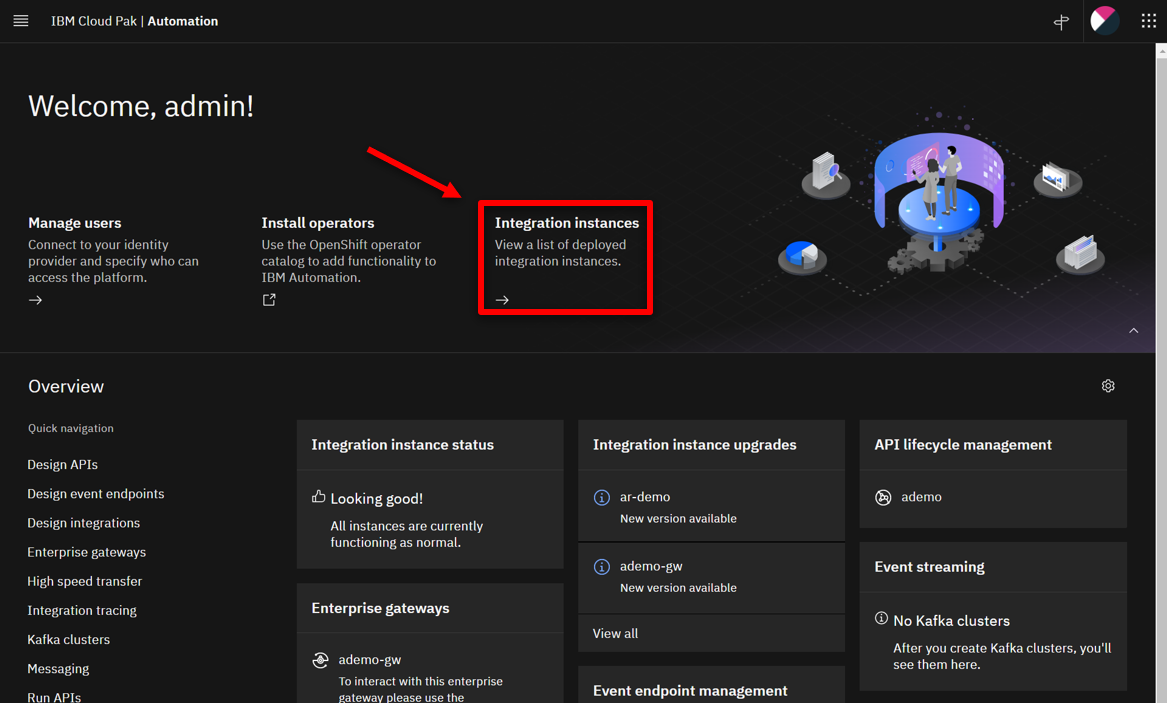 IBM Cloud Pak | Automation
Welcome, admin!
Manage users
Connect to your identity
provider and specify who can
access the platform.
Install operators
Use the OpenShift operator
catalog to add functionality to
IBM Automation.
Integration instances
View a list of deployed
integration instances.
Overview
Quick navigation
Design APIs
Design event endpoints
Design integrations
Enterprise gateways
High speed transfer
Integration tracing
Kafka clusters
Messaging
Run APIs
Integration instance status
Looking good!
All instances are currently
functioning as normal.
Enterprise gateways
ademo-gw
To interact with this enterprise
gateway please use the
Integration instance upgrades
ar-demo
New version available
ademo-gw
New version available
View all
Event endpoint management
API lifecycle management
ademo
Event streaming
No Kafka clusters
After you create Kafka clusters, you'll
see them here.